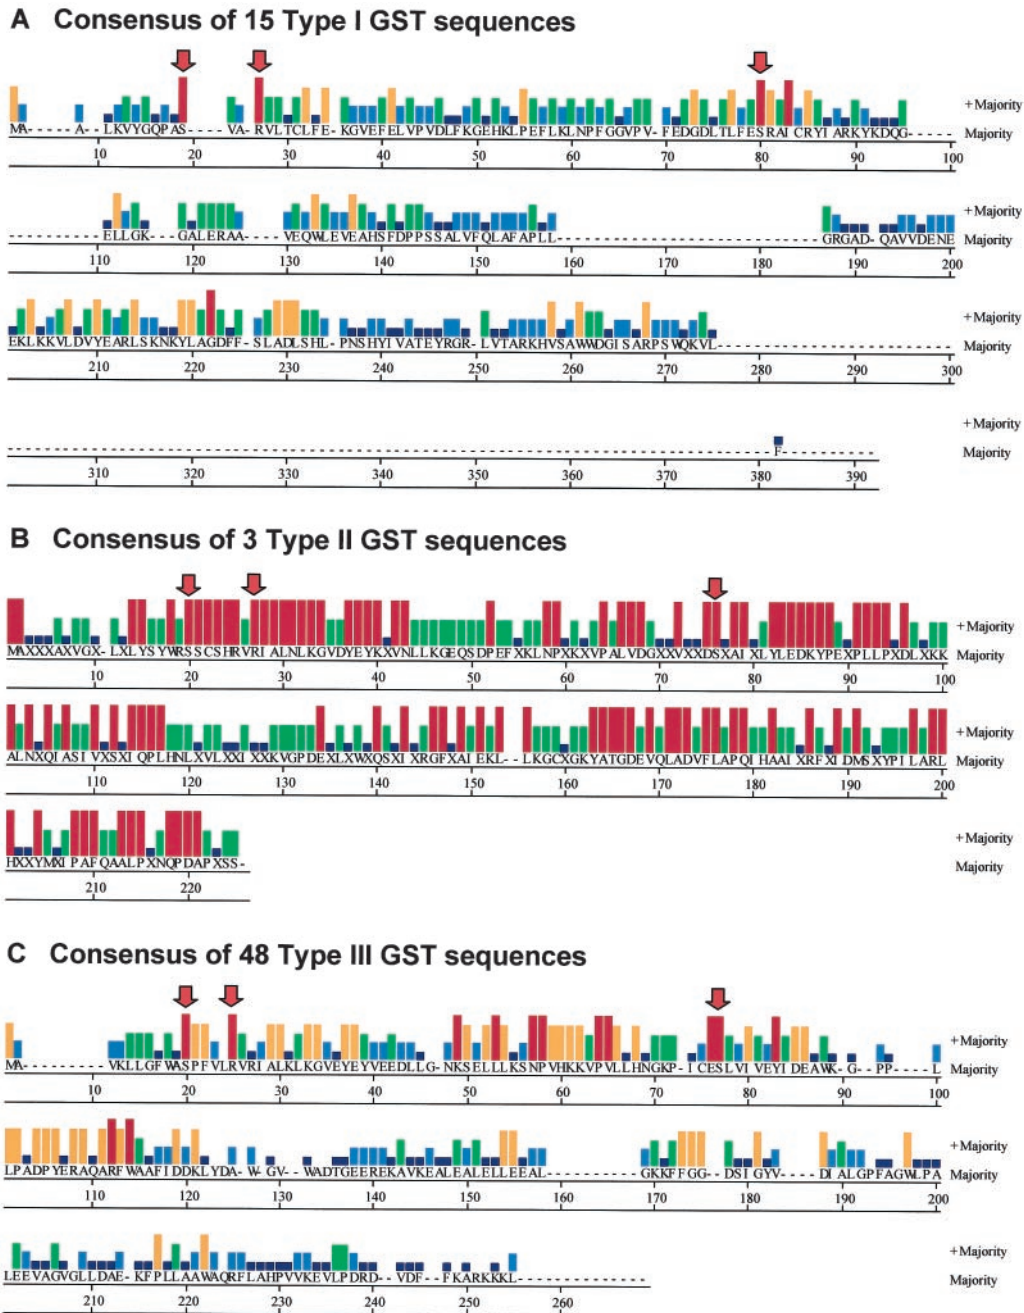 A Consensus of 15 Type I GST sequences
+ Majority
MA - - - - - A - - LKVYGQPAS - - - - VA - RVLTCLFE - KGVEFELVPVDLFKGEHKLPEFLKLNPFGGVPV - FEDGDLTLFESRAICRYIARKYKDQG - - - - - Majority
10 20 30 40 50 60 70 80 90 100
+ Majority
- - - - - - - - - - ELLGK - - - GALERAA - - - - VEQWLEVEAHSFDPPSSALVFQLAFAPLL - - - - - - - - - - - - - - - - - - - - - - - - - - - - GRGAD - QAVVDENE Majority
110 120 130 140 150 160 170 180 190 200
+ Majority
EKLKKVLDVYEARLSKNKYLAGDFF - SLADLSHL - PNSHYIVATEYRGR - LVTARKHVSAWWDGISARPSWQKVL - - - - - - - - - - - - - - - - - - - - - - - - - Majority
210 220 230 240 250 260 270 280 290 300
+ Majority
F Majority
310 320 330 340 350 360 370 380 390
B Consensus of 3 Type II GST sequences
+ Majority
MAXXXAXVGX - LXLYSYWRSSCSHRVRIALNLKGVDYEYKXVNLLKGEQSDPEFXKLNPXKXVPALVDGXXVXXDSXAIXLYLEDKYPEXPLLPXDLXKK Majority
10 20 30 40 50 60 70 80 90 100
+ Majority
ALNXQIASIVXSXIQPLHNLXVLXXIXXKVGPDEXLXWXQSXIXRGFXAIEKL - - LKGCXGKYATGDEVQLADVFLAPQIHAAIXRFXIDMSXYPILARL Majority
110 120 130 140 150 160 170 180 190 200
+ Majority
HXXYMXIPAFQAALPXNQPDAPXSS - Majority
210 220
C Consensus of 48 Type III GST sequences
+ Majority
MA - - - - - - - - - VKLLGFWASPFVLRVRIALKLKGVEYEYVEEDLLG - NKSELLLKSNPVHKKVPVLLHNGKP - ICESLVIVEYIDEAWK - G - - PP - - - - L Majority
10 20 30 40 50 60 70 80 90 100
+ Majority
LPADPYERAQARFWAAFIDDKLYDA - W - GV - - WADTGEEREKAVKEALEALELLEEAL - - - - - - - - - - GKKFFGG - - DSIGYV - - - - DIALGPFAGWLPA Majority
110 120 130 140 150 160 170 180 190 200
+ Majority
LEEVAGVGLLDAE - KFPLLAAWAQRFLAHPVVKEVLPDRD - - VDF - - FKARKKKL - - - - - - - - - - - - - - Majority
210 220 230 240 250 260